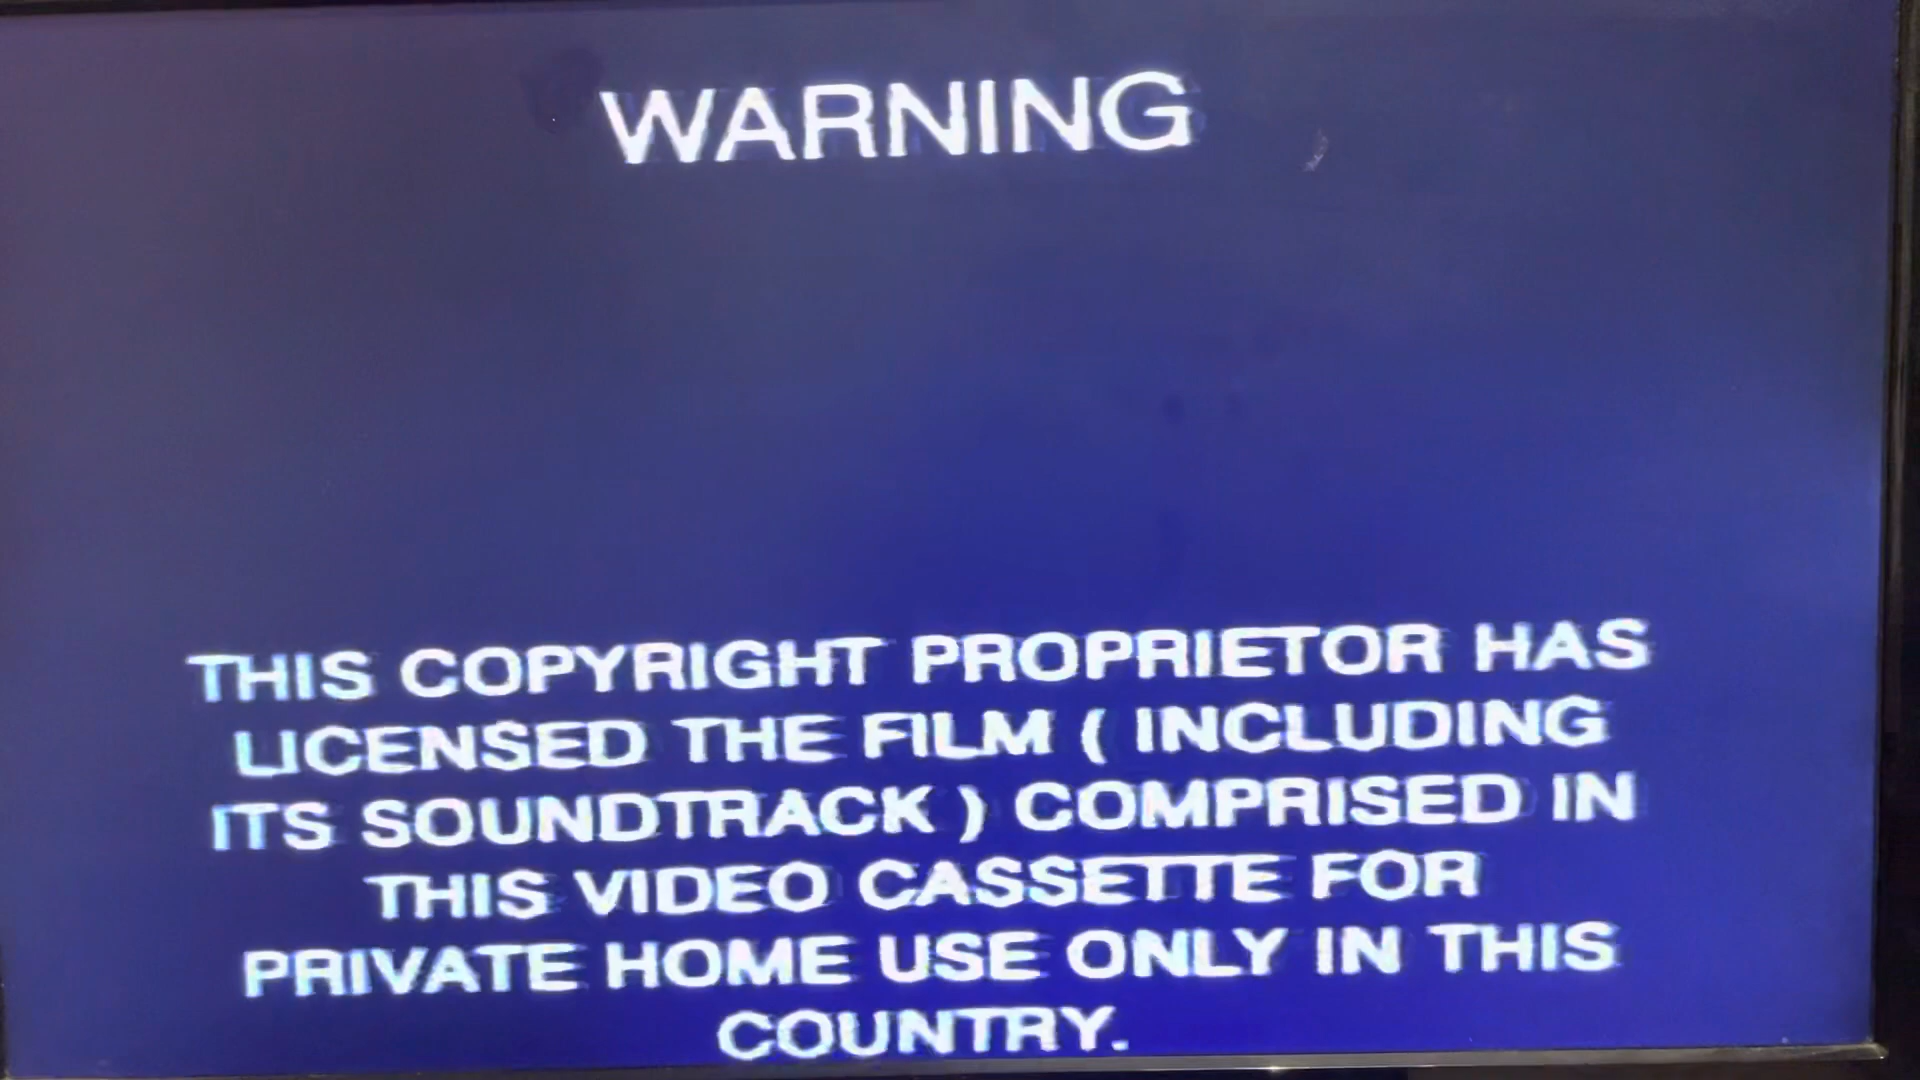 WARNING
THIS COPYRIGHT PROPRIETOR HAS
LICENSED THE FILM ( INCLUDING
ITS SOUNDTRACK ) COMPRISED IN
THIS VIDEO CASSETTE FOR
PRIVATE HOME USE ONLY IN THIS
COUNTRY.